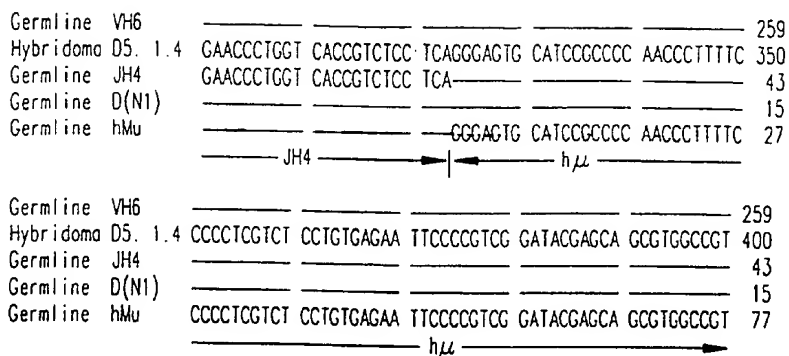 Germline VH6 259
Hybridoma D5. 1.4 GAACCCTGGT CACCGTCTCC TCAGGGAGTG CATCCGCCCC AACCCTTTTC 350
Germline JH4 GAACCCTGGT CACCGTCTCC TCA 43
Germline D(N1) 15
Germline hMu GGGAGTG CATCCGCCCC AACCCTTTTC 27
JH4 hμ
Germline VH6 259
Hybridoma D5. 1.4 CCCCTCGTCT CCTGTGAGAA TTCCCCGTCG GATACGAGCA GCGTGGCCGT 400
Germline JH4 43
Germline D(N1) 15
Germline hMu CCCCTCGTCT CCTGTGAGAA TTCCCCGTCG GATACGAGCA GCGTGGCCGT 77
hμ